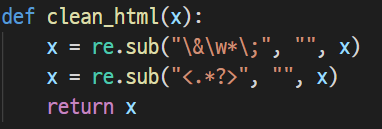 def clean_html(x):
    x = re.sub("\&\w*\;", "", x)
    x = re.sub("<.*?>", "", x)
    return x